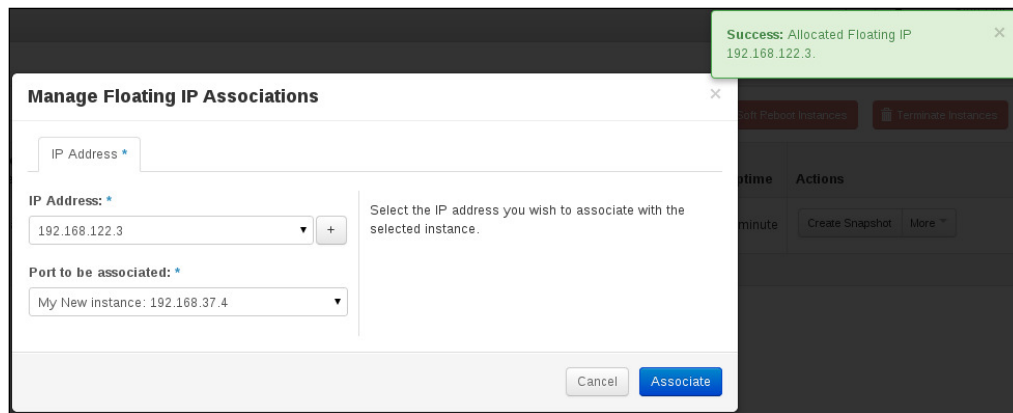 Success: Allocated Floating IP
192.168.122.3.
Manage Floating IP Associations
Soft Reboot Instances
Terminate Instances
IP Address *
IP Address: *
192.168.122.3
+
Select the IP address you wish to associate with the
selected instance.
Port to be associated: *
My New instance: 192.168.37.4
Actions
minute
Create Snapshot
More
Cancel
Associate